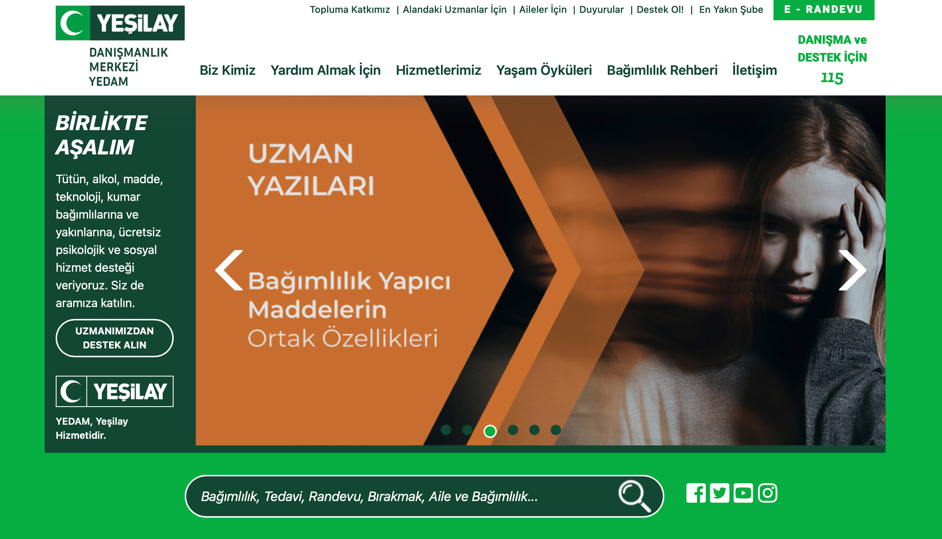 Topluma Katkımız | Alandaki Uzmanlar İçin | Aileler İçin | Duyurular | Destek Ol! | En Yakın Şube
E - RANDEVU
YEŞİLAY
DANIŞMANLIK
MERKEZİ
YEDAM
Biz Kimiz Yardım Almak İçin Hizmetlerimiz Yaşam Öyküleri Bağımlılık Rehberi İletişim
DANIŞMA ve
DESTEK İÇİN
115
BİRLİKTE
AŞALIM
Tütün, alkol, madde,
teknoloji, kumar
bağımlılarına ve
yakınlarına, ücretsiz
psikolojik ve sosyal
hizmet desteği
veriyoruz. Siz de
aramıza katılın.
UZMANIMIZDAN
DESTEK ALIN
YEŞİLAY
YEDAM, Yeşilay
Hizmetidir.
UZMAN
YAZILARI
Bağımlılık Yapıcı
Maddelerin
Ortak Özellikleri
Bağımlılık, Tedavi, Randevu, Bırakmak, Aile ve Bağımlılık...